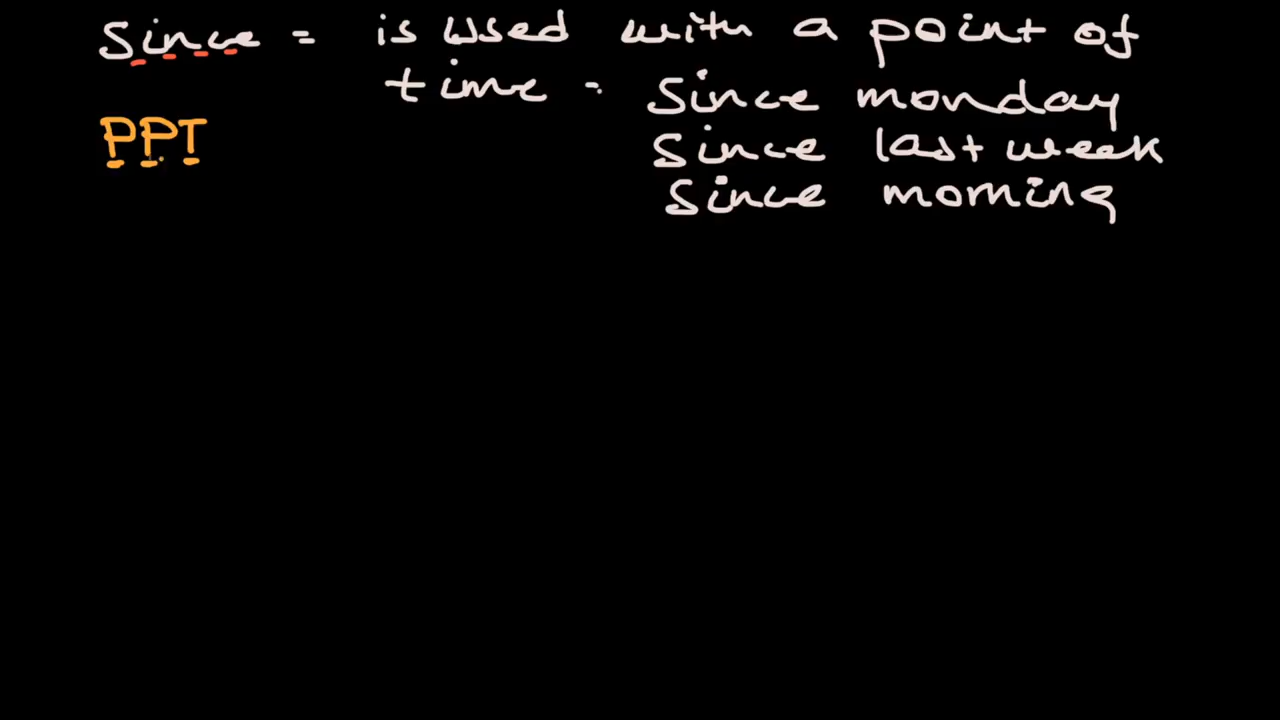 Since = is used with a point of
time - Since monday
PPT
Since last week
Since morning